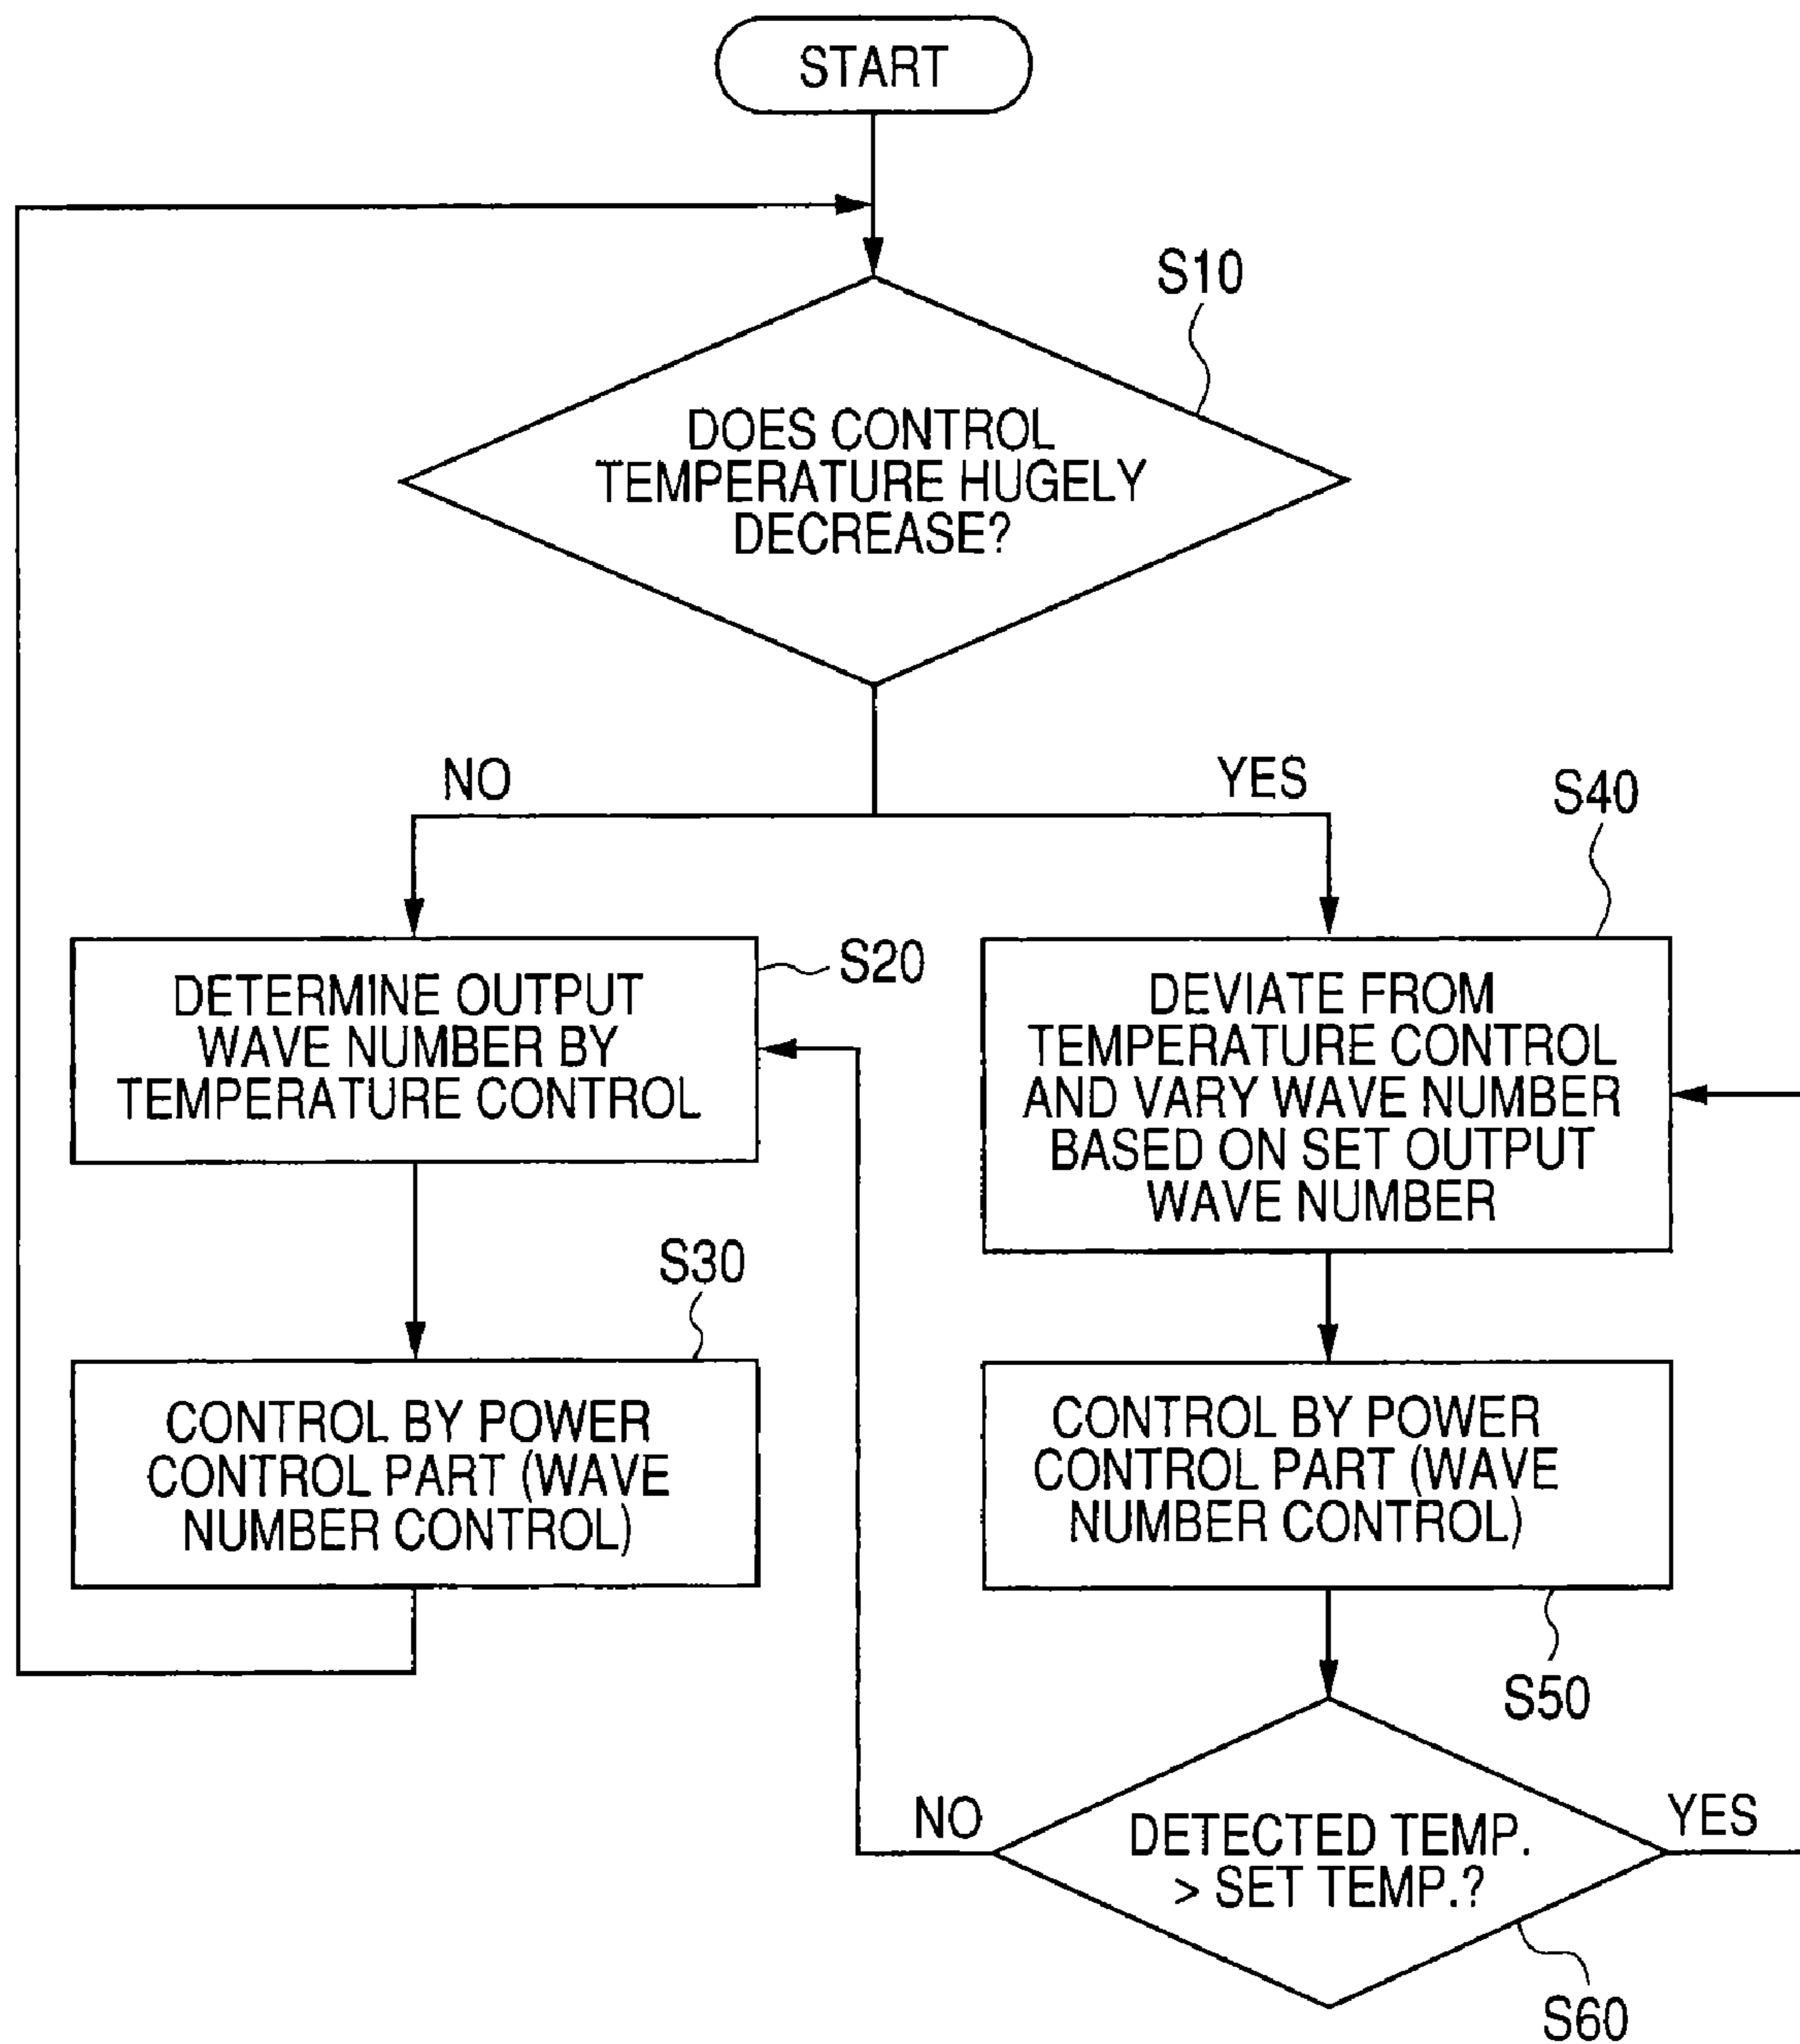 START
S10
DOES CONTROL
TEMPERATURE HUGELY
DECREASE?
NO
YES
S40
S20
DETERMINE OUTPUT
WAVE NUMBER BY
TEMPERATURE CONTROL
DEVIATE FROM
TEMPERATURE CONTROL
AND VARY WAVE NUMBER
BASED ON SET OUTPUT
WAVE NUMBER
S30
CONTROL BY POWER
CONTROL PART (WAVE
NUMBER CONTROL)
CONTROL BY POWER
CONTROL PART (WAVE
NUMBER CONTROL)
S50
NO
DETECTED TEMP.
> SET TEMP.?
YES
S60